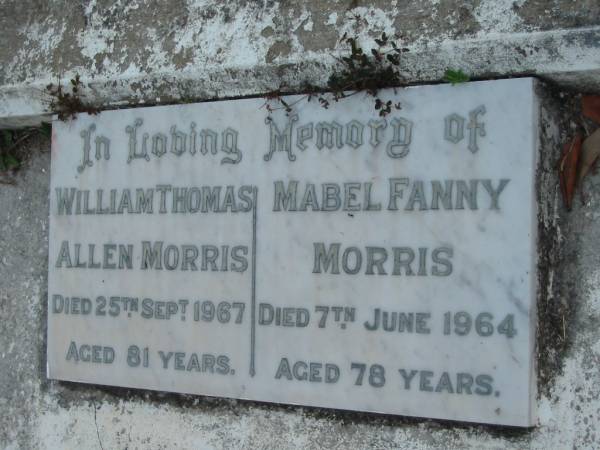 In Loving Memory of
WILLIAM THOMAS
ALLEN MORRIS
DIED 25TH SEPT 1967
AGED 81 YEARS.
MABEL FANNY
MORRIS
DIED 7TH JUNE 1964
AGED 78 YEARS.